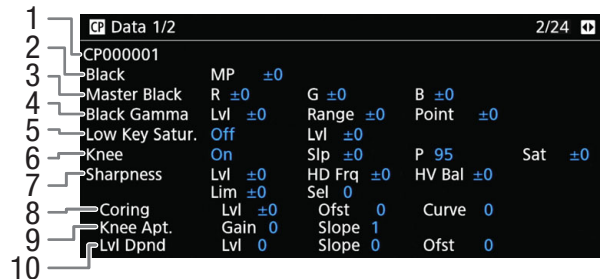 CP Data 1/2 2/24
1 CP000001
2 Black MP ±0
3 Master Black R ±0 G ±0 B ±0
4 Black Gamma Lvl ±0 Range ±0 Point ±0
5 Low Key Satur. Off Lvl ±0
6 Knee On Slp ±0 P 95 Sat ±0
7 Sharpness Lvl ±0 HD Frq ±0 HV Bal ±0
Lim ±0 Sel 0
8 Coring Lvl ±0 Ofst 0 Curve 0
9 Knee Apt. Gain 0 Slope 1
10 Lvl Dpnd Lvl 0 Slope 0 Ofst 0